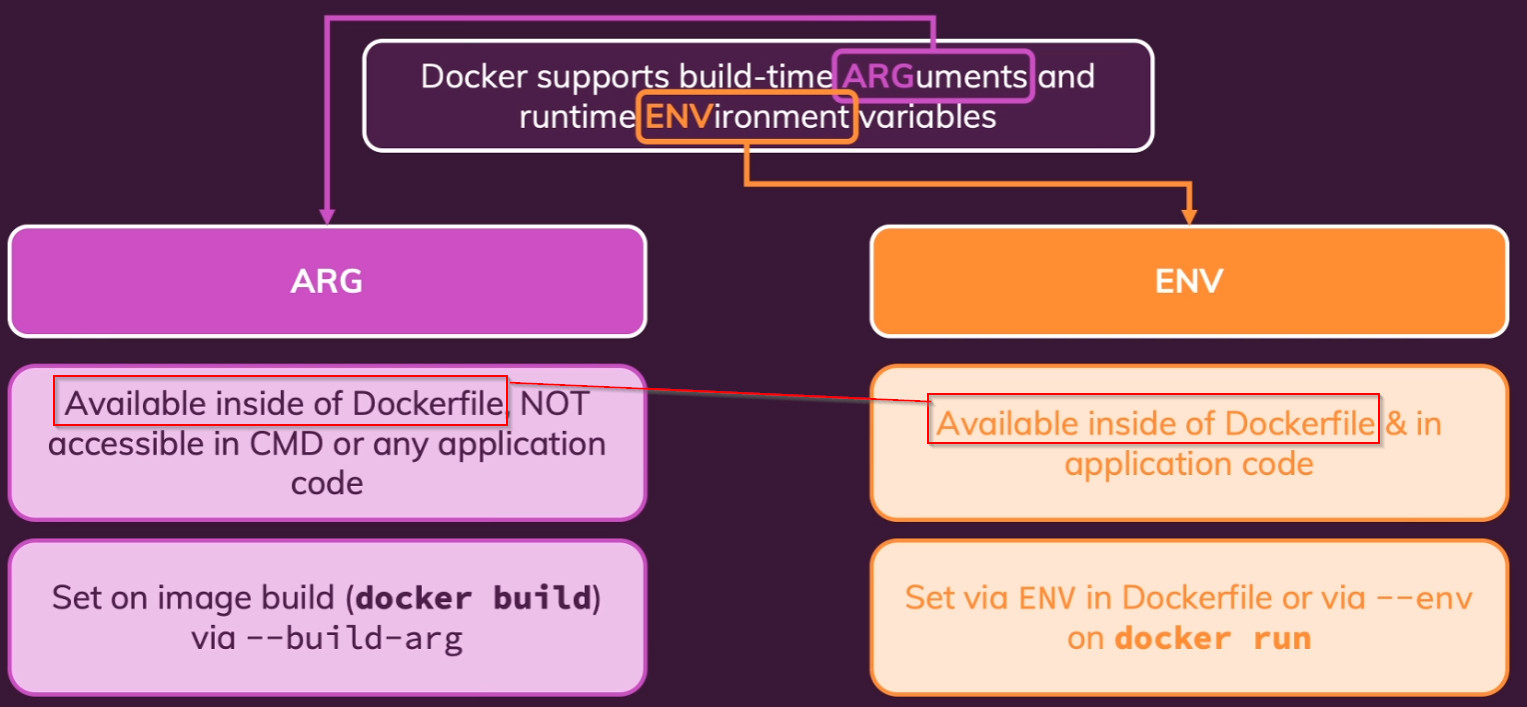 Docker supports build-time ARGuments and
runtime ENVironment variables
ARG
ENV
Available inside of Dockerfile, NOT
accessible in CMD or any application
code
Available inside of Dockerfile & in
application code
Set on image build (docker build)
via --build-arg
Set via ENV in Dockerfile or via --env
on docker run